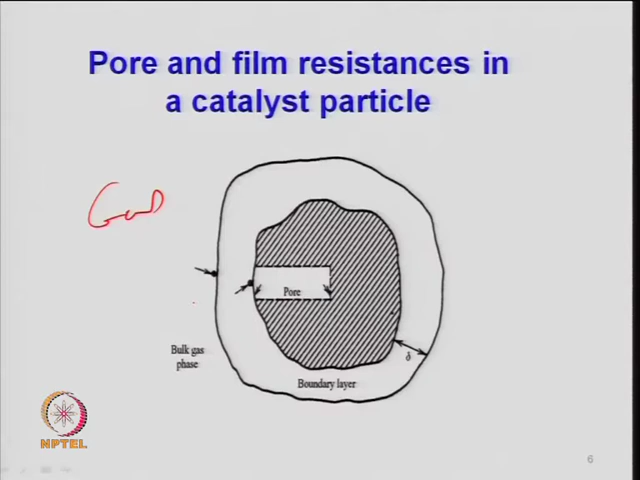 Pore and film resistances in
a catalyst particle
Pore
Bulk gas
phase
δ
Boundary layer
NPTEL
6